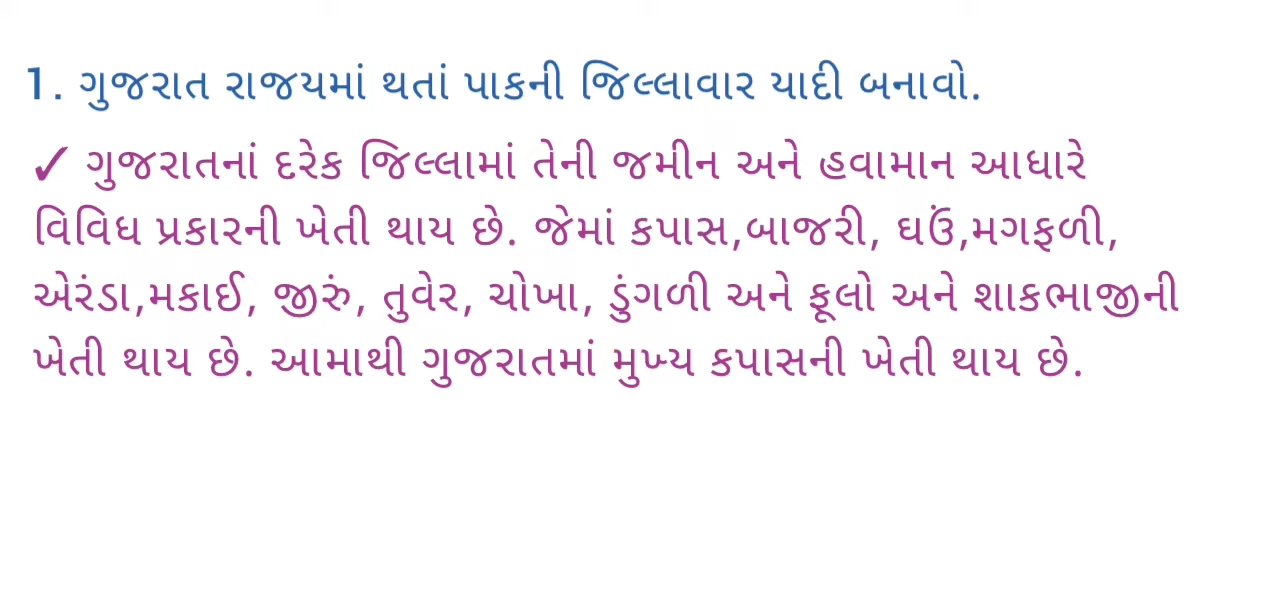 1. ગુજરાત રાજયમાં થતાં પાકની જિલ્લાવાર યાદી બનાવો.
✓ ગુજરાતનાં દરેક જિલ્લામાં તેની જમીન અને હવામાન આધારે
વિવિધ પ્રકારની ખેતી થાય છે. જેમાં કપાસ,બાજરી, ઘઉં,મગફળી,
એરંડા,મકાઈ, જીરું, તુવેર, ચોખા, ડુંગળી અને ફૂલો અને શાકભાજીની
ખેતી થાય છે. આમાથી ગુજરાતમાં મુખ્ય કપાસની ખેતી થાય છે.